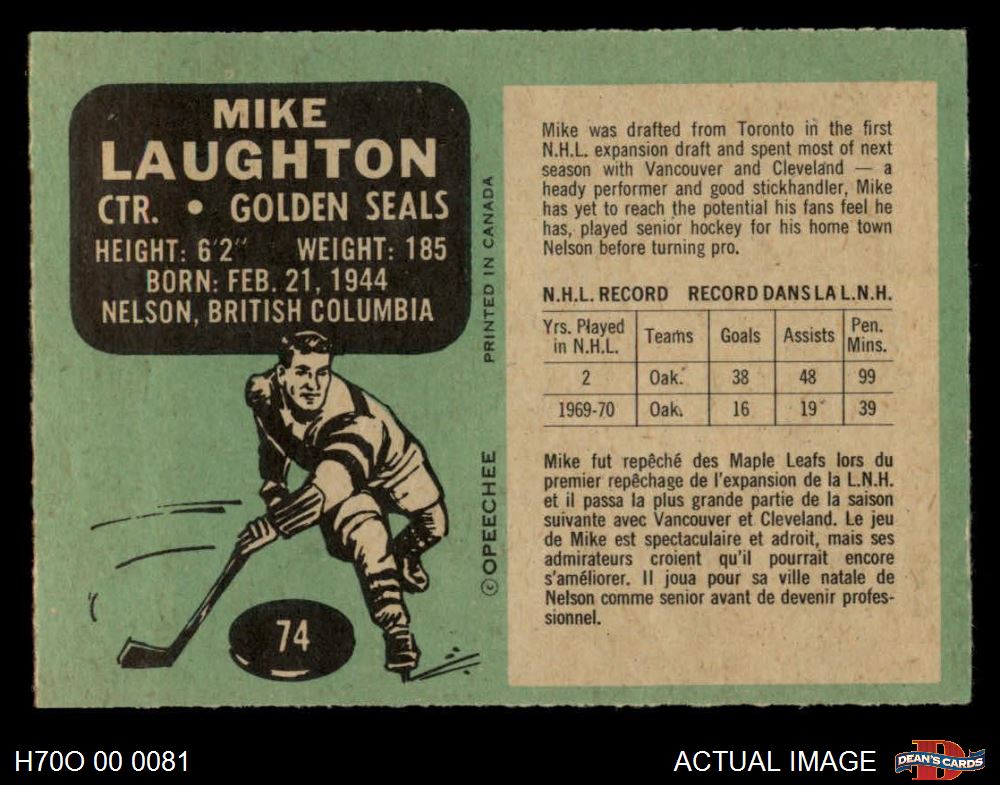 MIKE
LAUGHTON
CTR. • GOLDEN SEALS
HEIGHT: 6'2" WEIGHT: 185
BORN: FEB. 21, 1944
NELSON, BRITISH COLUMBIA
74
PRINTED IN CANADA
©OPEECHEE
Mike was drafted from Toronto in the first
N.H.L. expansion draft and spent most of next
season with Vancouver and Cleveland — a
heady performer and good stickhandler, Mike
has yet to reach the potential his fans feel he
has, played senior hockey for his home town
Nelson before turning pro.
N.H.L. RECORD RECORD DANS LA L.N.H.
Yrs. Played in N.H.L. Teams Goals Assists Pen. Mins.
2 Oak. 38 48 99
1969-70 Oak. 16 19 39
Mike fut repêché des Maple Leafs lors du
premier repêchage de l'expansion de la L.N.H.
et il passa la plus grande partie de la saison
suivante avec Vancouver et Cleveland. Le jeu
de Mike est spectaculaire et adroit, mais ses
admirateurs croient qu'il pourrait encore
s'améliorer. Il joua pour sa ville natale de
Nelson comme senior avant de devenir profes-
sionnel.
H70O 00 0081
ACTUAL IMAGE
DEAN'S CARDS